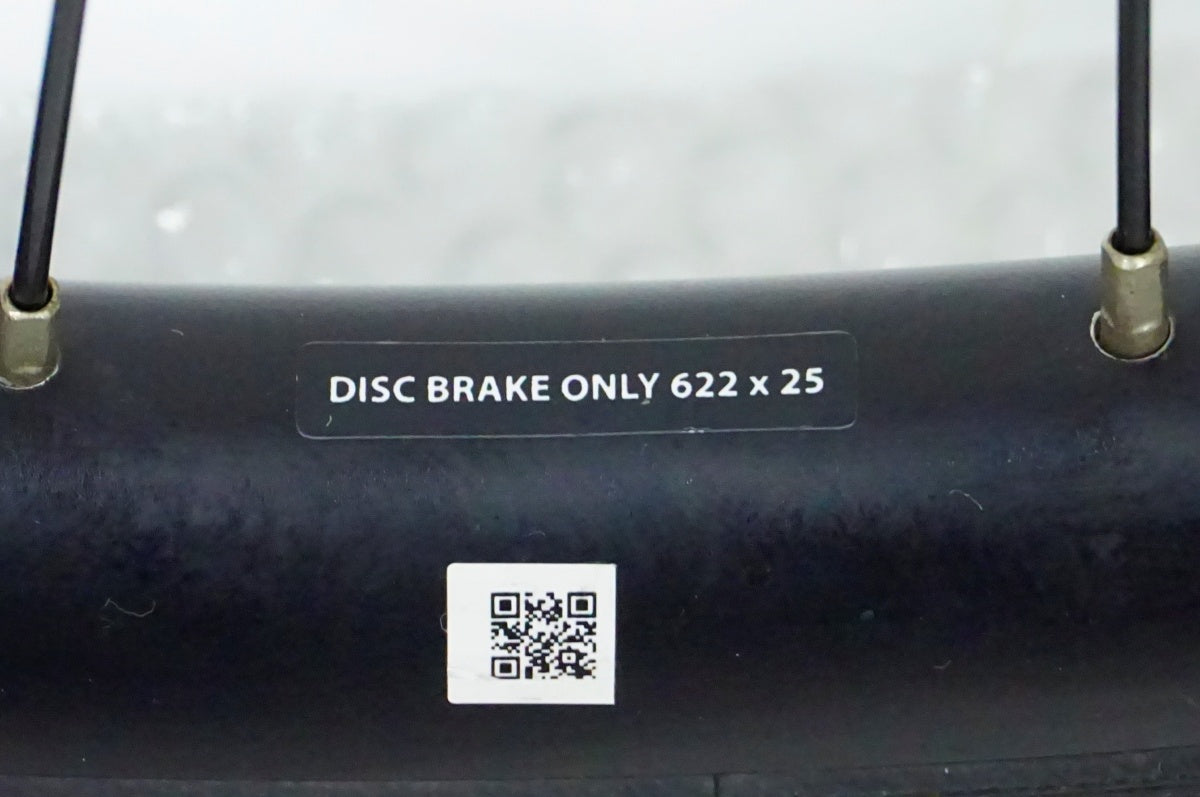 DISC BRAKE ONLY 622 x 25